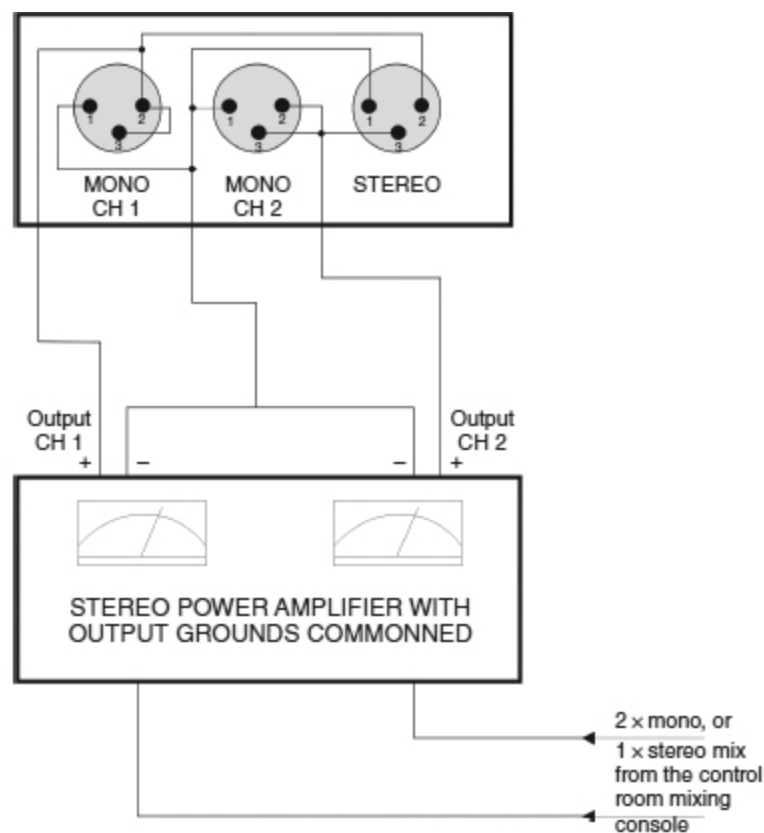 1 2 3
1 2 3
1 2 3
MONO
CH 1
MONO
CH 2
STEREO
Output
CH 1
+ –
Output
CH 2
– +
STEREO POWER AMPLIFIER WITH
OUTPUT GROUNDS COMMONNED
2 × mono, or
1 × stereo mix
from the control
room mixing
console